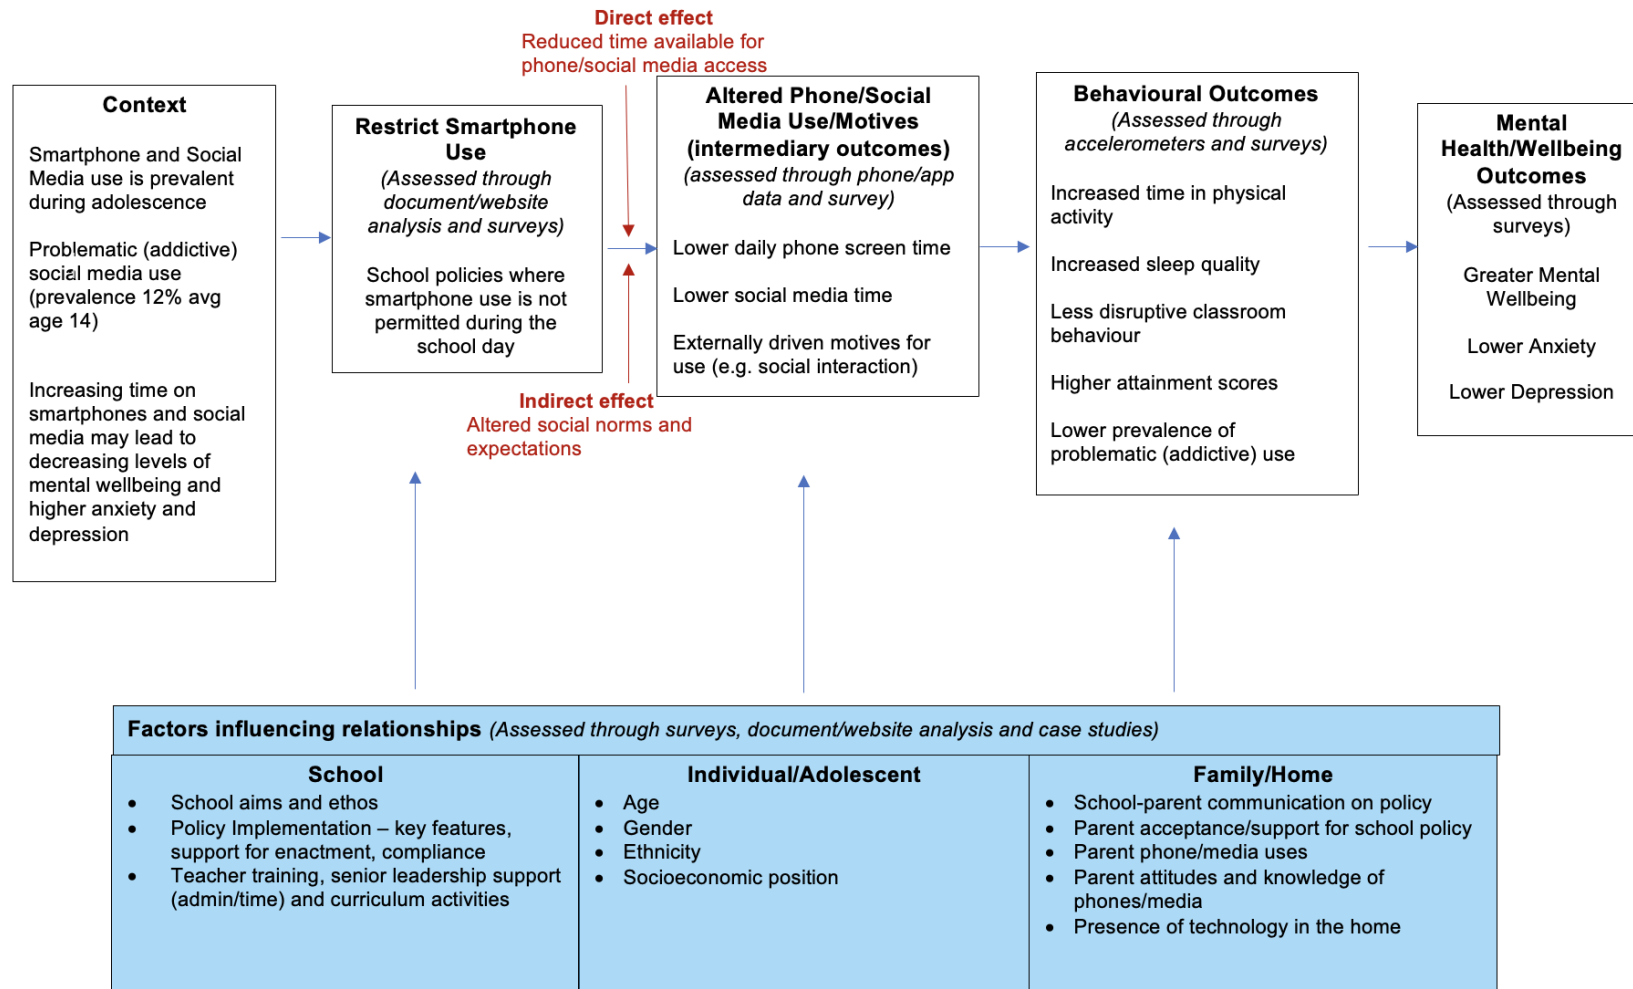 Direct effect
Reduced time available for
phone/social media access
Context
Smartphone and Social
Media use is prevalent
during adolescence
Problematic (addictive)
social media use
(prevalence 12% avg
age 14)
Increasing time on
smartphones and social
media may lead to
decreasing levels of
mental wellbeing and
higher anxiety and
depression
Restrict Smartphone
Use
(Assessed through
document/website
analysis and surveys)
School policies where
smartphone use is not
permitted during the
school day
Indirect effect
Altered social norms and
expectations
Altered Phone/Social
Media Use/Motives
(intermediary outcomes)
(assessed through phone/app
data and survey)
Lower daily phone screen time
Lower social media time
Externally driven motives for
use (e.g. social interaction)
Behavioural Outcomes
(Assessed through
accelerometers and surveys)
Increased time in physical
activity
Increased sleep quality
Less disruptive classroom
behaviour
Higher attainment scores
Lower prevalence of
problematic (addictive) use
Mental
Health/Wellbeing
Outcomes
(Assessed through
surveys)
Greater Mental
Wellbeing
Lower Anxiety
Lower Depression
Factors influencing relationships (Assessed through surveys, document/website analysis and case studies)
School
• School aims and ethos
• Policy Implementation – key features,
support for enactment, compliance
• Teacher training, senior leadership support
(admin/time) and curriculum activities
Individual/Adolescent
• Age
• Gender
• Ethnicity
• Socioeconomic position
Family/Home
• School-parent communication on policy
• Parent acceptance/support for school policy
• Parent phone/media uses
• Parent attitudes and knowledge of
phones/media
• Presence of technology in the home